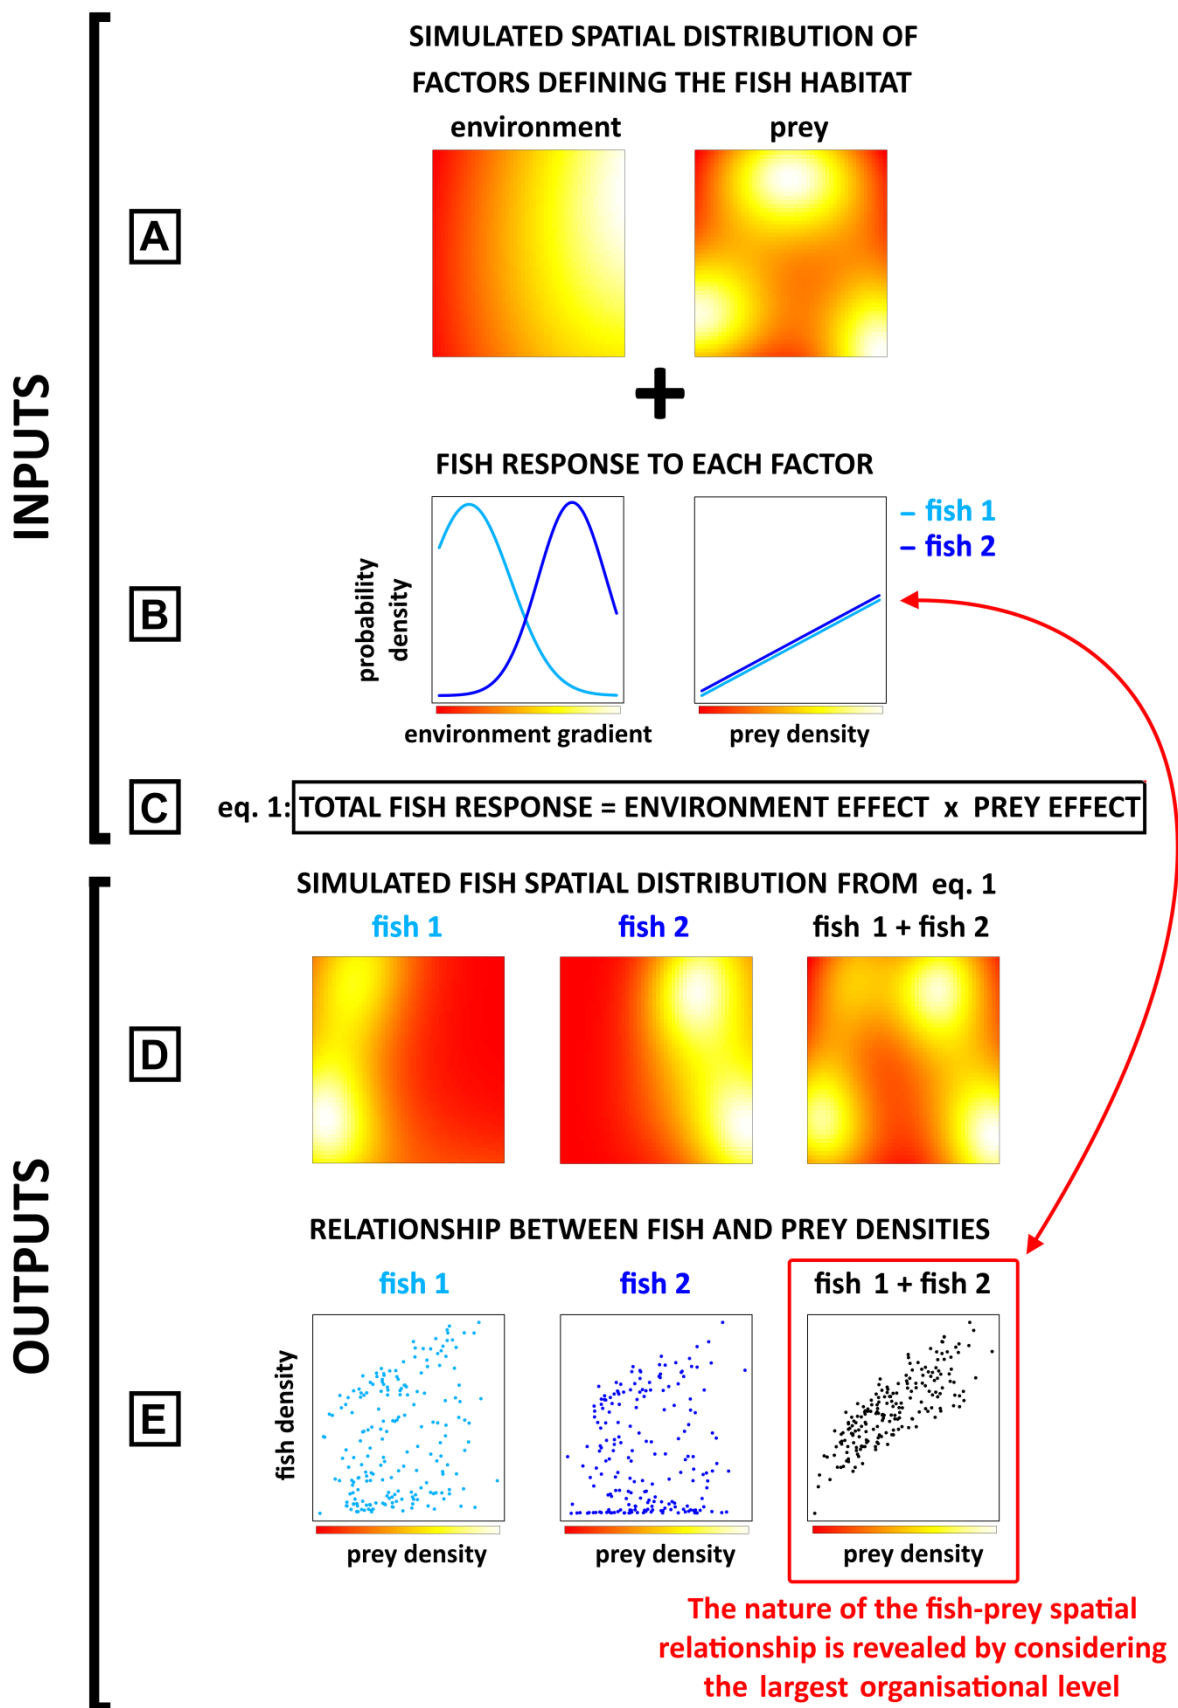 INPUTS
SIMULATED SPATIAL DISTRIBUTION OF
FACTORS DEFINING THE FISH HABITAT
environment
prey
A
FISH RESPONSE TO EACH FACTOR
– fish 1
– fish 2
probability
density
B
environment gradient
prey density
C
eq. 1: TOTAL FISH RESPONSE = ENVIRONMENT EFFECT x PREY EFFECT
OUTPUTS
SIMULATED FISH SPATIAL DISTRIBUTION FROM eq. 1
fish 1
fish 2
fish 1 + fish 2
D
RELATIONSHIP BETWEEN FISH AND PREY DENSITIES
fish 1
fish 2
fish 1 + fish 2
E
fish density
prey density
prey density
prey density
The nature of the fish-prey spatial
relationship is revealed by considering
the largest organisational level